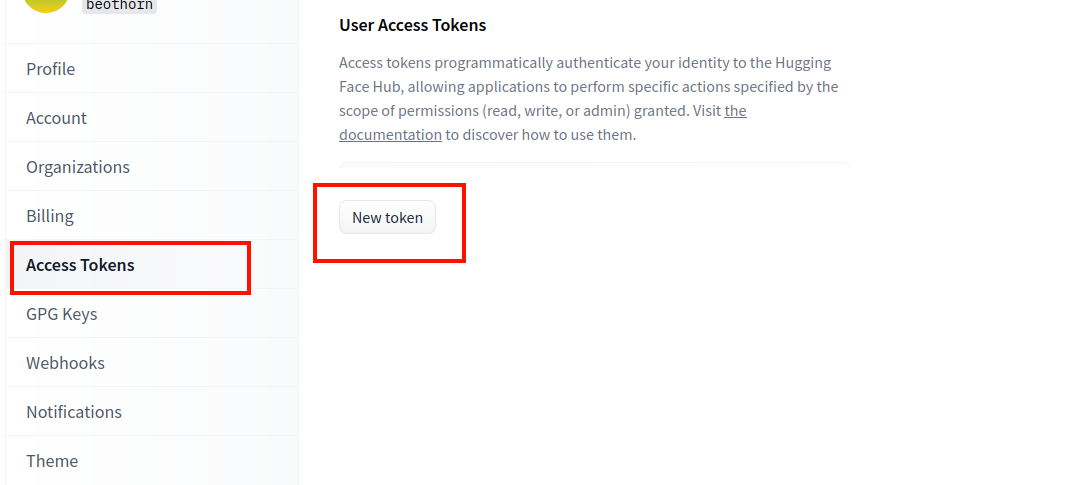 beothorn
Profile
Account
Organizations
Billing
Access Tokens
GPG Keys
Webhooks
Notifications
Theme
User Access Tokens
Access tokens programmatically authenticate your identity to the Hugging
Face Hub, allowing applications to perform specific actions specified by the
scope of permissions (read, write, or admin) granted. Visit the
documentation to discover how to use them.
New token